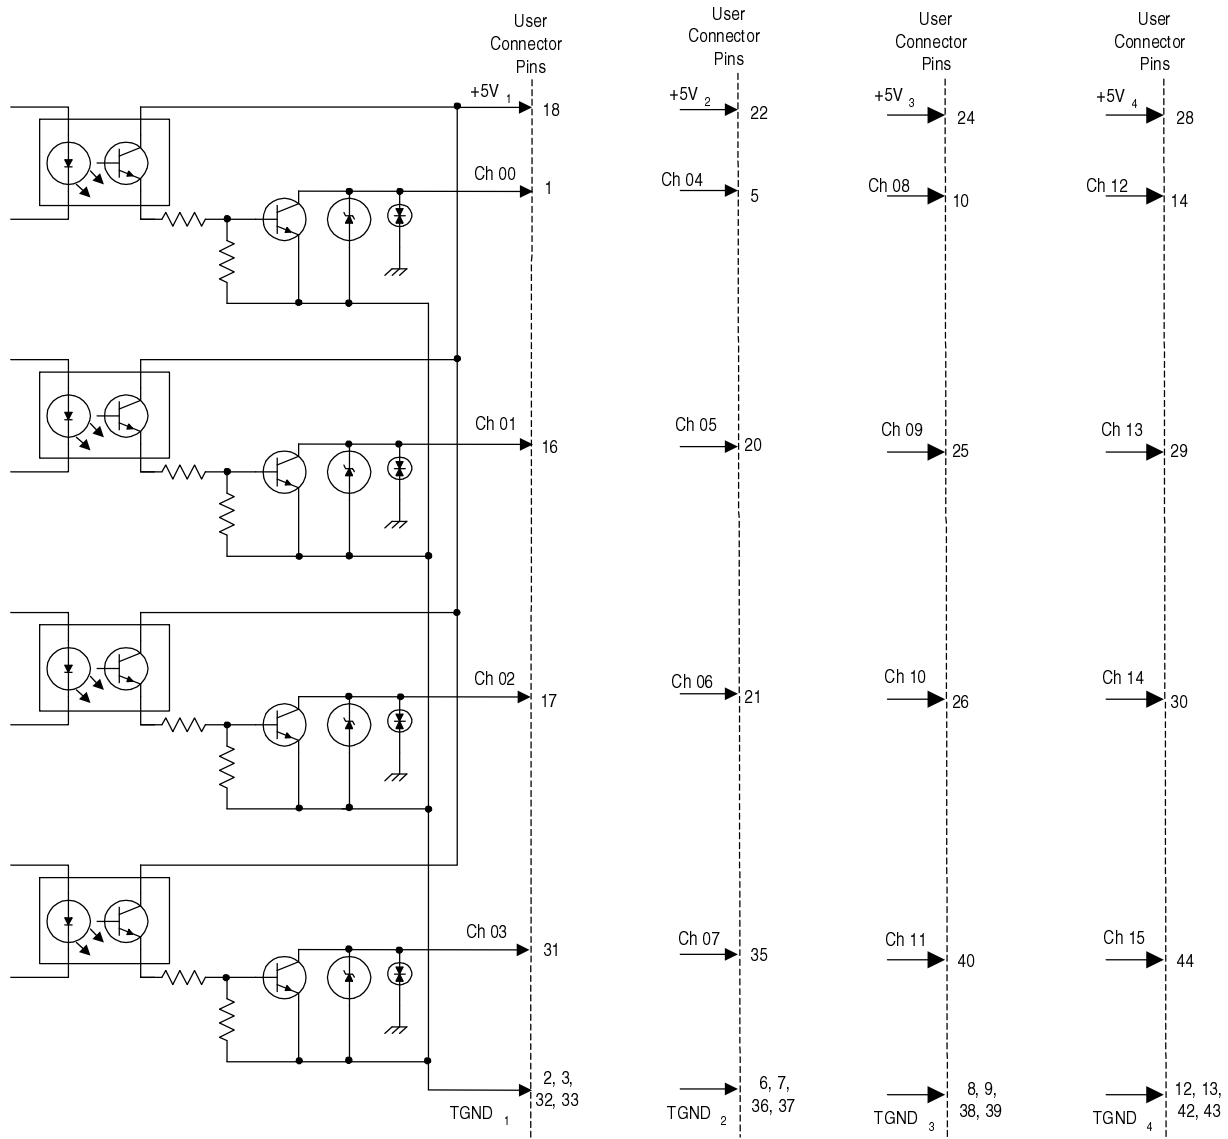 User
Connector
Pins
User
Connector
Pins
User
Connector
Pins
User
Connector
Pins
+5V 1
18
+5V 2
22
+5V 3
24
+5V 4
28
Ch 00
1
Ch 04
5
Ch 08
10
Ch 12
14
Ch 01
16
Ch 05
20
Ch 09
25
Ch 13
29
Ch 02
17
Ch 06
21
Ch 10
26
Ch 14
30
Ch 03
31
Ch 07
35
Ch 11
40
Ch 15
44
2, 3,
32, 33
TGND 1
6, 7,
36, 37
TGND 2
8, 9,
38, 39
TGND 3
12, 13,
42, 43
TGND 4